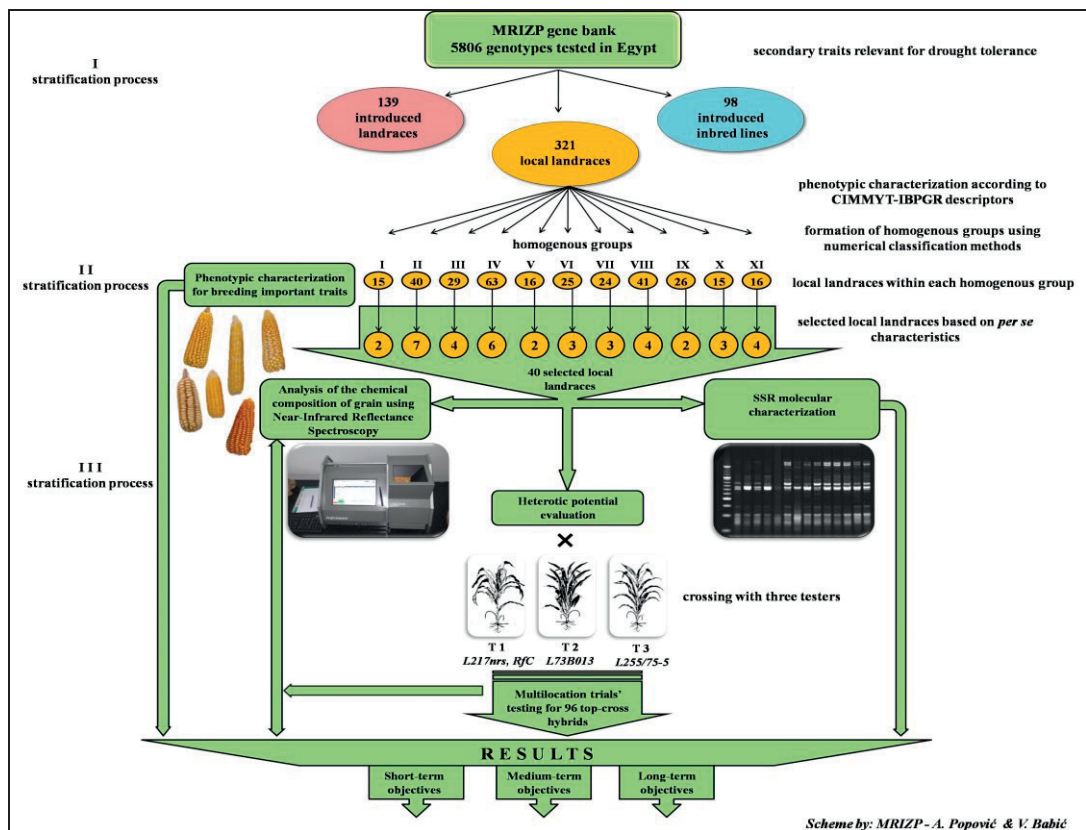 MRIZP gene bank
5806 genotypes tested in Egypt
secondary traits relevant for drought tolerance
I
stratification process
139
introduced
landraces
98
introduced
inbred lines
321
local landraces
phenotypic characterization according to
CIMMYT-IBPGR descriptors
formation of homogenous groups using
numerical classification methods
homogenous groups
I II III IV V VI VII VIII IX X XI
I I
stratification process
Phenotypic characterization
for breeding important traits
15 40 29 63 16 25 24 41 26 15 16
local landraces within each homogenous group
selected local landraces based on per se
characteristics
2 7 4 6 2 3 3 4 2 3 4
40 selected local
landraces
Analysis of the chemical
composition of grain using
Near-Infrared Reflectance
Spectroscopy
SSR molecular
characterization
I I I
stratification process
Heterotic potential
evaluation
×
crossing with three testers
T 1 T 2 T 3
L217nrs, RfC L73B013 L255/75-5
Multilocation trials'
testing for 96 top-cross
hybrids
R E S U L T S
Short-term
objectives
Medium-term
objectives
Long-term
objectives
Scheme by: MRIZP - A. Popović & V. Babić